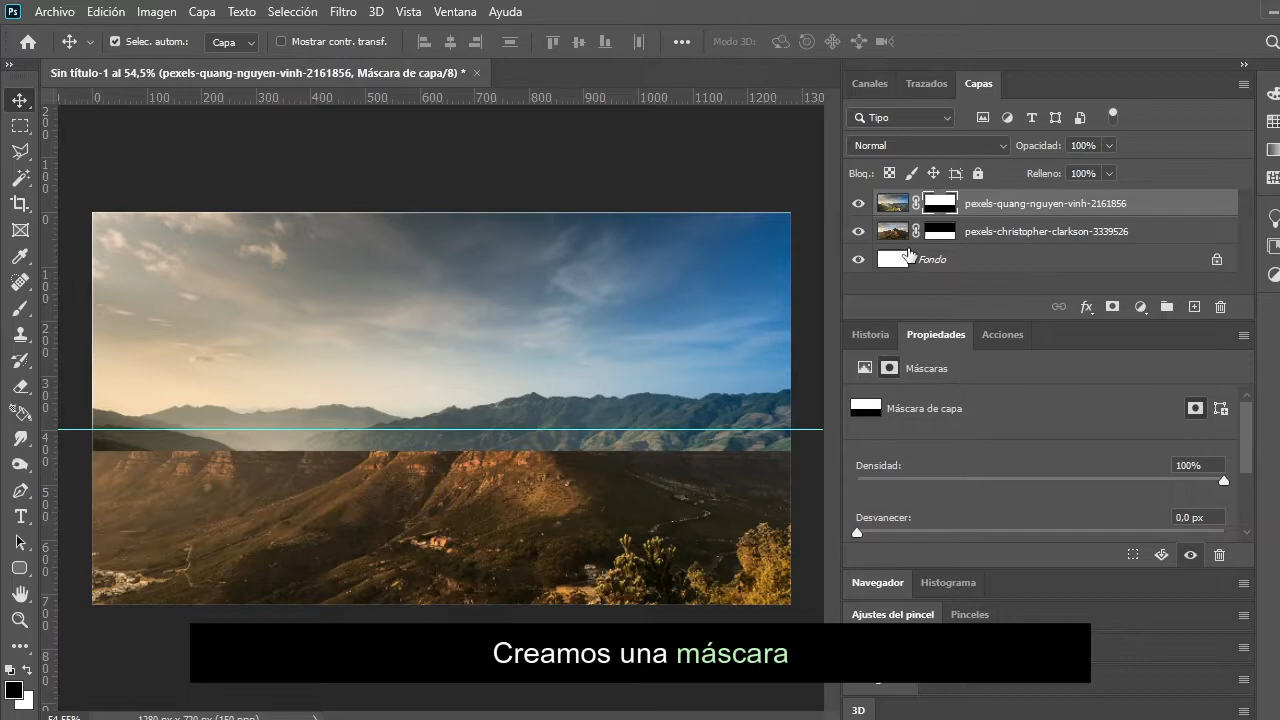 Ps Archivo Edición Imagen Capa Texto Selección Filtro 3D Vista Ventana Ayuda
Selec. autom.: Capa Mostrar contr. transf. Modo 3D:
Sin título-1 al 54,5% (pexels-quang-nguyen-vinh-2161856, Máscara de capa/8) * ×
0 100 200 300 400 500 600 700 800 900 1000 1100 1200 130
Canales Trazados Capas
Tipo
Normal Opacidad: 100%
Bloq.: Relleno: 100%
pexels-quang-nguyen-vinh-2161856
pexels-christopher-clarkson-3339526
Fondo
fx
Historia Propiedades Acciones
Máscaras
Máscara de capa
Densidad: 100%
Desvanecer: 0,0 px
Navegador Histograma
Ajustes del pincel Pinceles
Creamos una máscara
3D